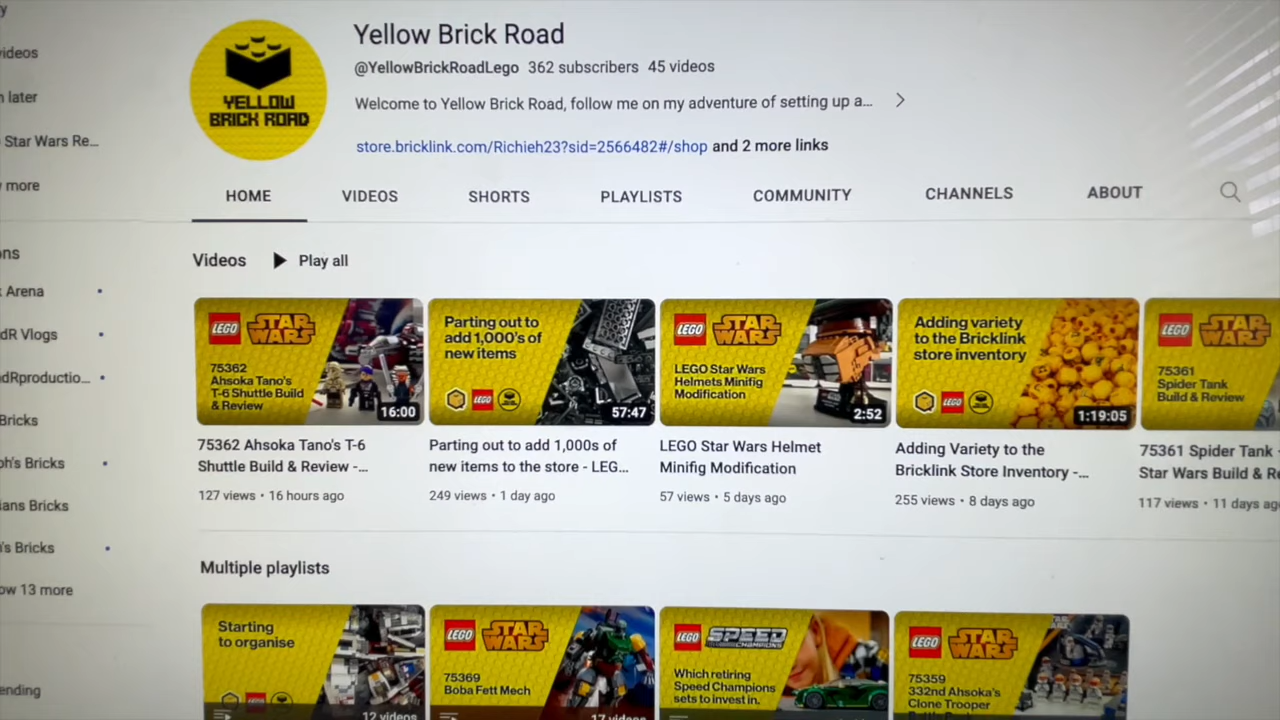 y
Yellow Brick Road
@YellowBrickRoadLego 362 subscribers 45 videos
Welcome to Yellow Brick Road, follow me on my adventure of setting up a...
store.bricklink.com/Richieh23?sid=2566482#/shop and 2 more links
YELLOW
BRICK ROAD
ideos
later
Star Wars Re...
more
HOME VIDEOS SHORTS PLAYLISTS COMMUNITY CHANNELS ABOUT
ns
Arena
dR Vlogs
dRproductio...
Bricks
ph's Bricks
ians Bricks
i's Bricks
ow 13 more
ending
Videos Play all
LEGO STAR WARS
75362
Ahsoka Tano's
T-6 Shuttle Build
& Review
16:00
75362 Ahsoka Tano's T-6
Shuttle Build & Review -...
127 views • 16 hours ago
Parting out to
add 1,000's of
new items
LEGO
57:47
Parting out to add 1,000s of
new items to the store - LEG...
249 views • 1 day ago
LEGO STAR WARS
LEGO Star Wars
Helmets Minifig
Modification
2:52
LEGO Star Wars Helmet
Minifig Modification
57 views • 5 days ago
Adding variety
to the Bricklink
store inventory
LEGO
1:19:05
Adding Variety to the
Bricklink Store Inventory -...
255 views • 8 days ago
LEGO STAR WARS
75361
Spider Tank
Build & Review
75361 Spider Tank
Star Wars Build & Re
117 views • 11 days ag
Multiple playlists
Starting
to organise
12 videos
LEGO STAR WARS
75369
Boba Fett Mech
17 videos
LEGO SPEED CHAMPIONS
Which retiring
Speed Champions
sets to invest in.
LEGO STAR WARS
75359
332nd Ahsoka's
Clone Trooper